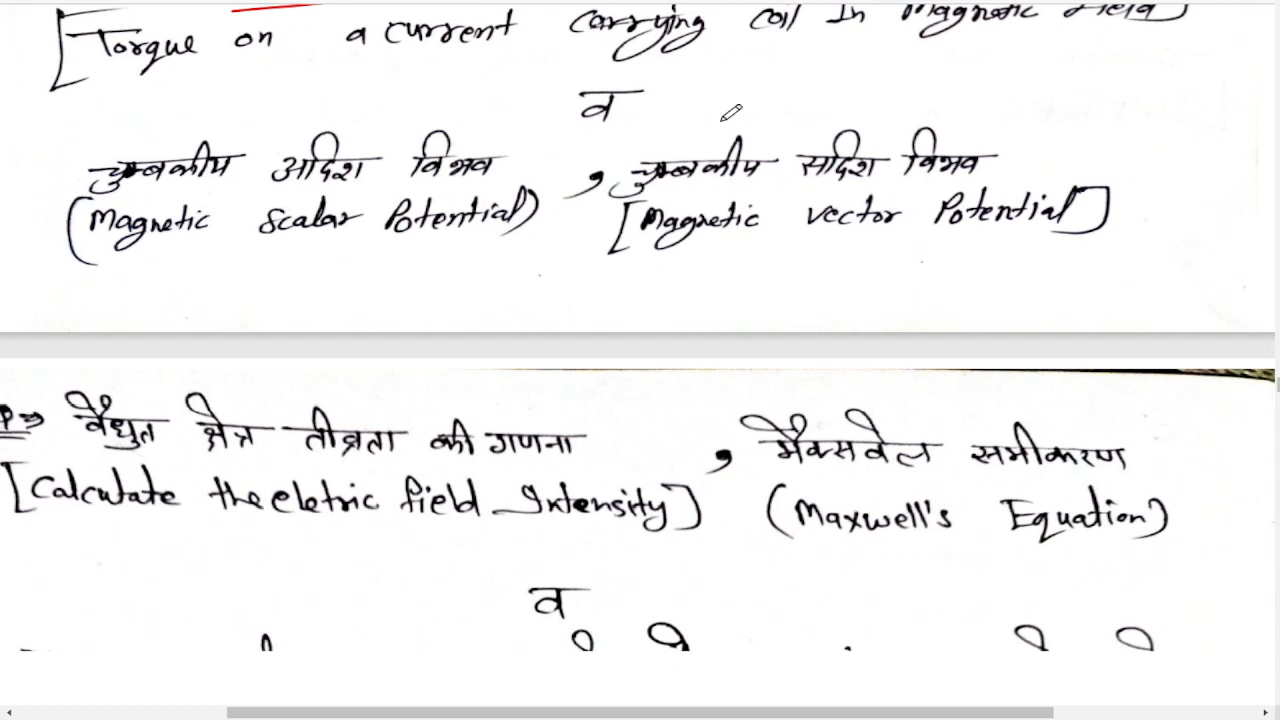 [Torque on a current carrying coil In Magnetic Field]
व
चुम्बकीय अदिश विभव , चुम्बकीय सदिश विभव
(Magnetic Scalar Potential) [Magnetic vector Potential]
वैधुत क्षेत्र तीव्रता की गणना , मैक्सवेल समीकरण
[Calculate the eletric field Intensity] (Maxwell's Equation)
व